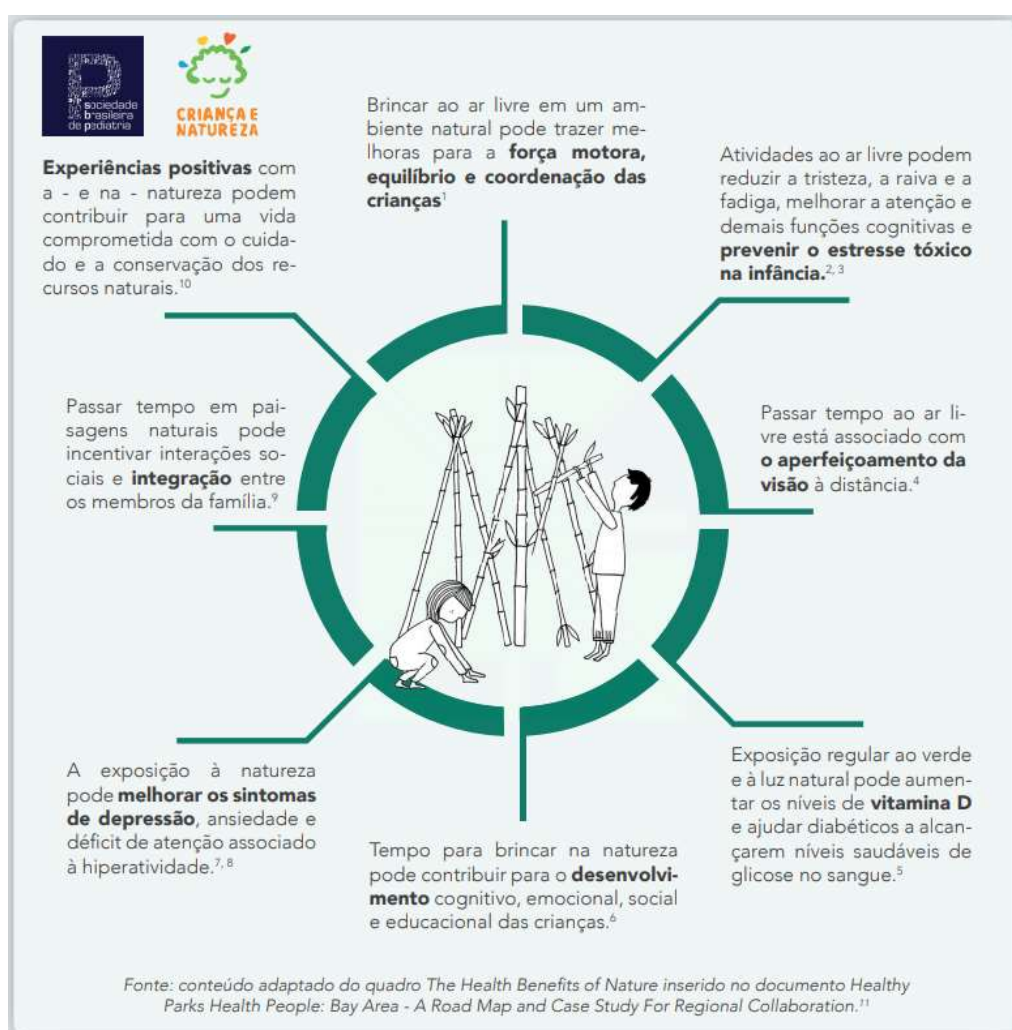 sociedade
brasileira
de pediatria
CRIANÇA E
NATUREZA
Experiências positivas com
a - e na - natureza podem
contribuir para uma vida
comprometida com o cuida-
do e a conservação dos re-
cursos naturais.¹⁰
Brincar ao ar livre em um am-
biente natural pode trazer me-
lhoras para a força motora,
equilíbrio e coordenação das
crianças¹
Atividades ao ar livre podem
reduzir a tristeza, a raiva e a
fadiga, melhorar a atenção e
demais funções cognitivas e
prevenir o estresse tóxico
na infância.²,³
Passar tempo em pai-
sagens naturais pode
incentivar interações so-
ciais e integração entre
os membros da família.⁹
Passar tempo ao ar li-
vre está associado com
o aperfeiçoamento da
visão à distância.⁴
A exposição à natureza
pode melhorar os sintomas
de depressão, ansiedade e
déficit de atenção associado
à hiperatividade.⁷,⁸
Tempo para brincar na natureza
pode contribuir para o desenvolvi-
mento cognitivo, emocional, social
e educacional das crianças.⁶
Exposição regular ao verde
e à luz natural pode aumen-
tar os níveis de vitamina D
e ajudar diabéticos a alcan-
çarem níveis saudáveis de
glicose no sangue.⁵
Fonte: conteúdo adaptado do quadro The Health Benefits of Nature inserido no documento Healthy
Parks Health People: Bay Area - A Road Map and Case Study For Regional Collaboration.¹¹